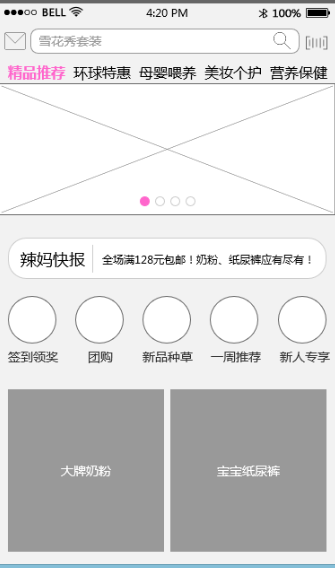 BELL 4:20 PM 100%
雪花秀套装
精品推荐 环球特惠 母婴喂养 美妆个护 营养保健
辣妈快报 全场满128元包邮！奶粉、纸尿裤应有尽有！
签到领奖 团购 新品种草 一周推荐 新人专享
大牌奶粉 宝宝纸尿裤